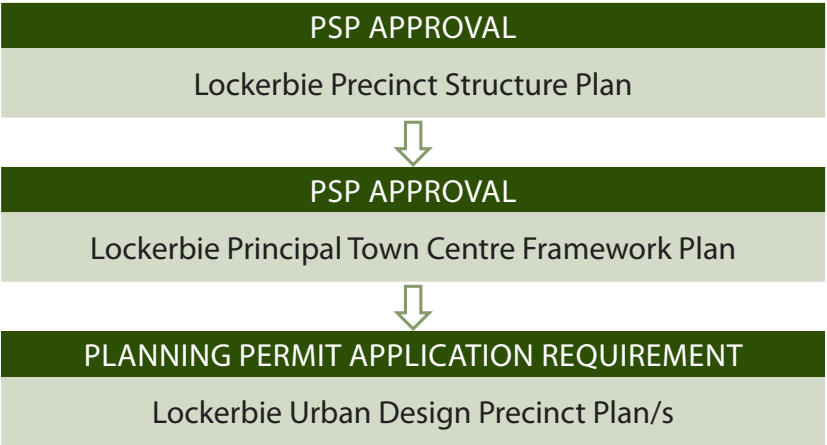 PSP APPROVAL
Lockerbie Precinct Structure Plan
PSP APPROVAL
Lockerbie Principal Town Centre Framework Plan
PLANNING PERMIT APPLICATION REQUIREMENT
Lockerbie Urban Design Precinct Plan/s